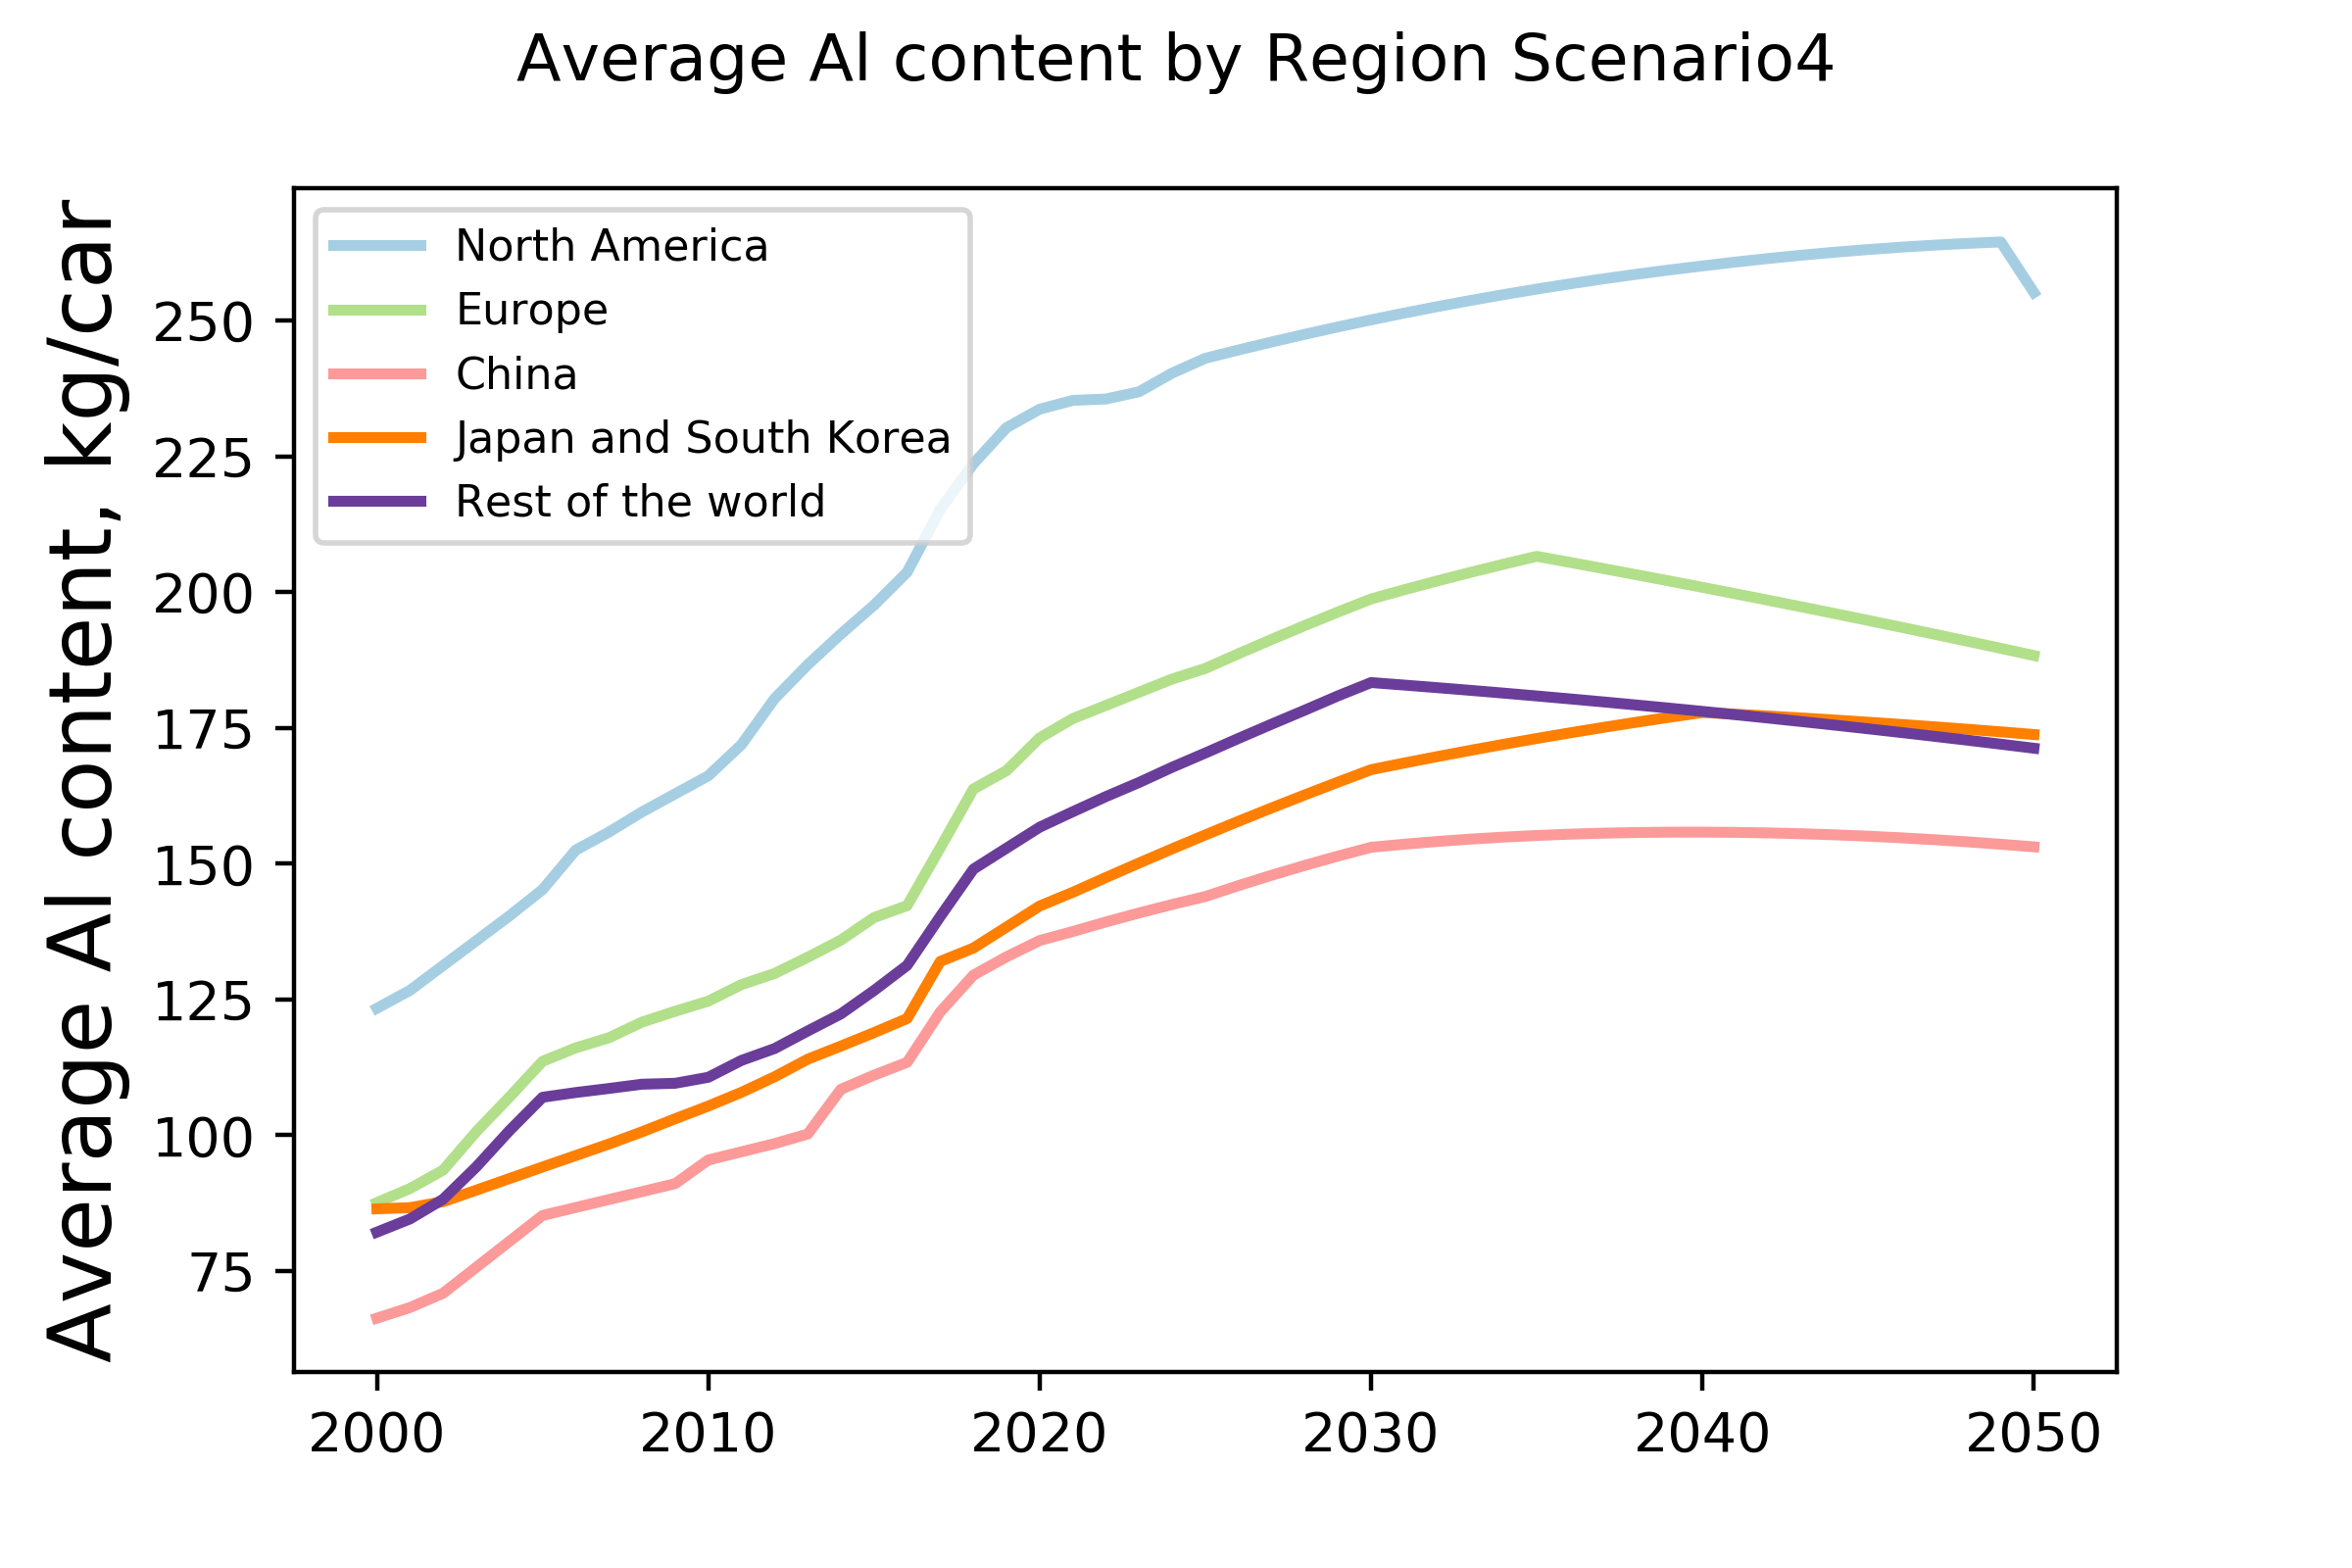 Average Al content by Region Scenario4
Average Al content, kg/car
North America
Europe
China
Japan and South Korea
Rest of the world
250
225
200
175
150
125
100
75
2000 2010 2020 2030 2040 2050